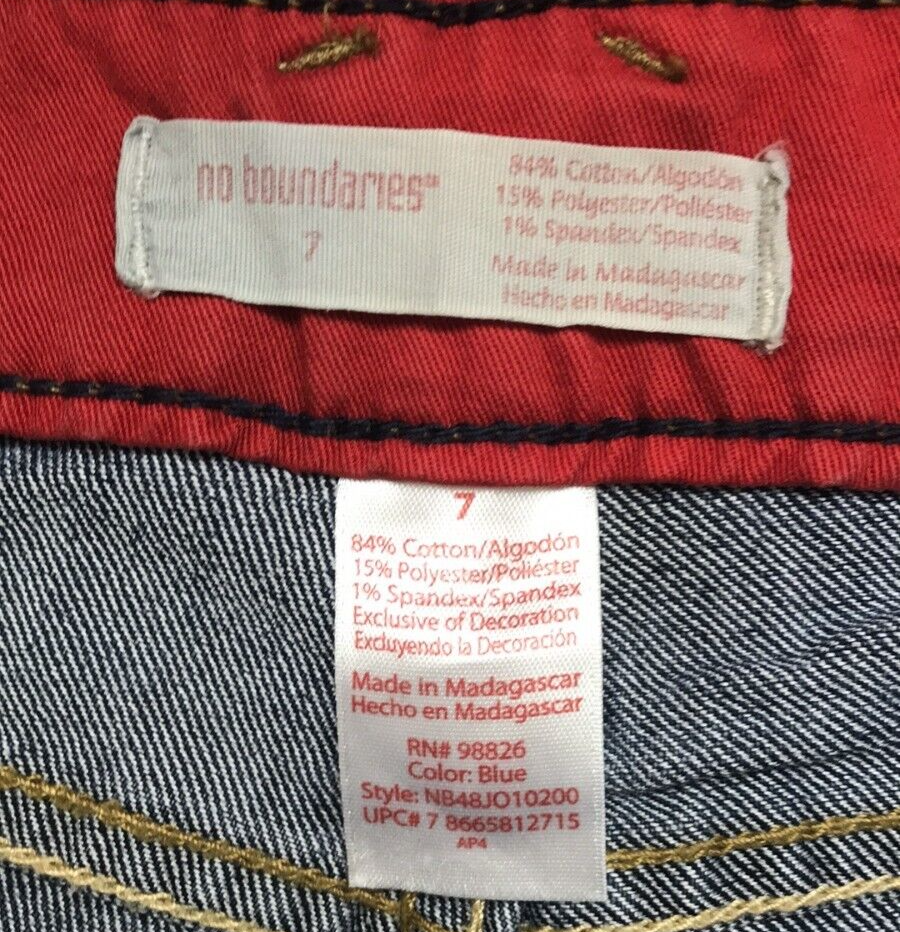 no boundaries®
7
84% Cotton/Algodón
15% Polyester/Poliéster
1% Spandex/Spandex
Made in Madagascar
Hecho en Madagascar
7
84% Cotton/Algodón
15% Polyester/Poliéster
1% Spandex/Spandex
Exclusive of Decoration
Excluyendo la Decoración
Made in Madagascar
Hecho en Madagascar
RN# 98826
Color: Blue
Style: NB48JO10200
UPC# 7 8665812715
AP4